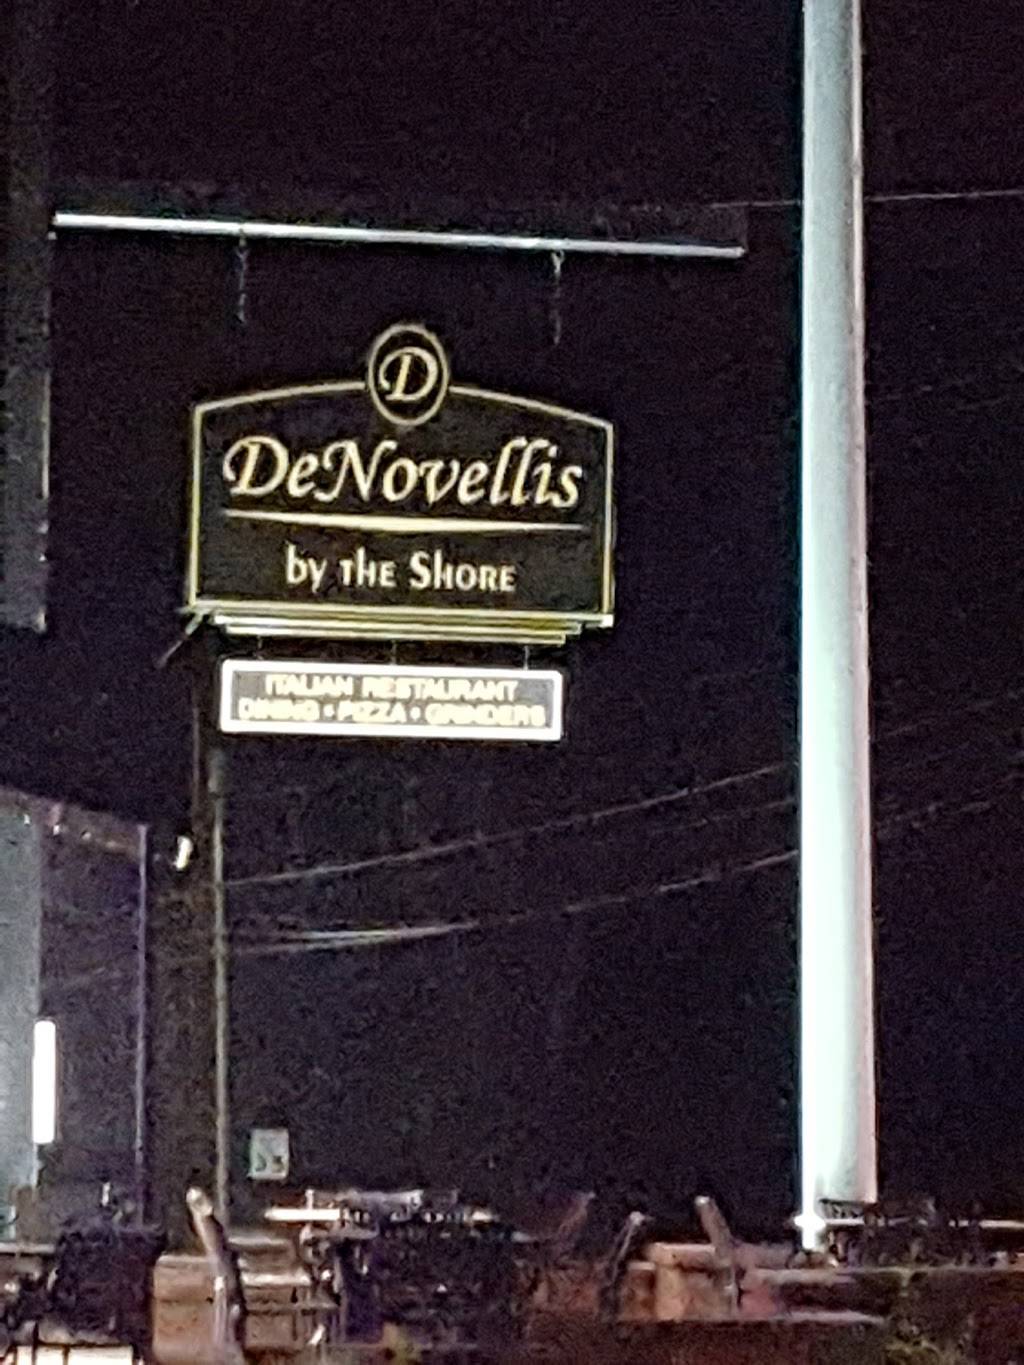 D
DeNovellis
by THE SHORE
ITALIAN RESTAURANT
DINING • PIZZA • GRINDERS